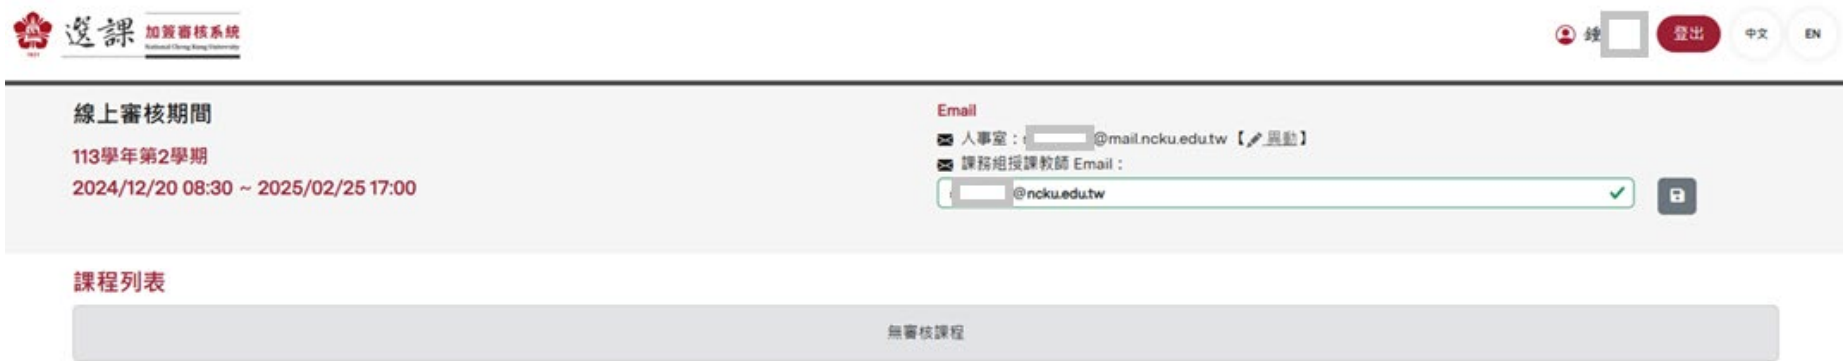 選課 加簽審核系統
National Cheng Kung University
1931
鍾
登出
中文
EN
線上審核期間
113學年第2學期
2024/12/20 08:30 ~ 2025/02/25 17:00
Email
人事室：@mail.ncku.edu.tw【異動】
課務組授課教師 Email：
@ncku.edu.tw
課程列表
無審核課程